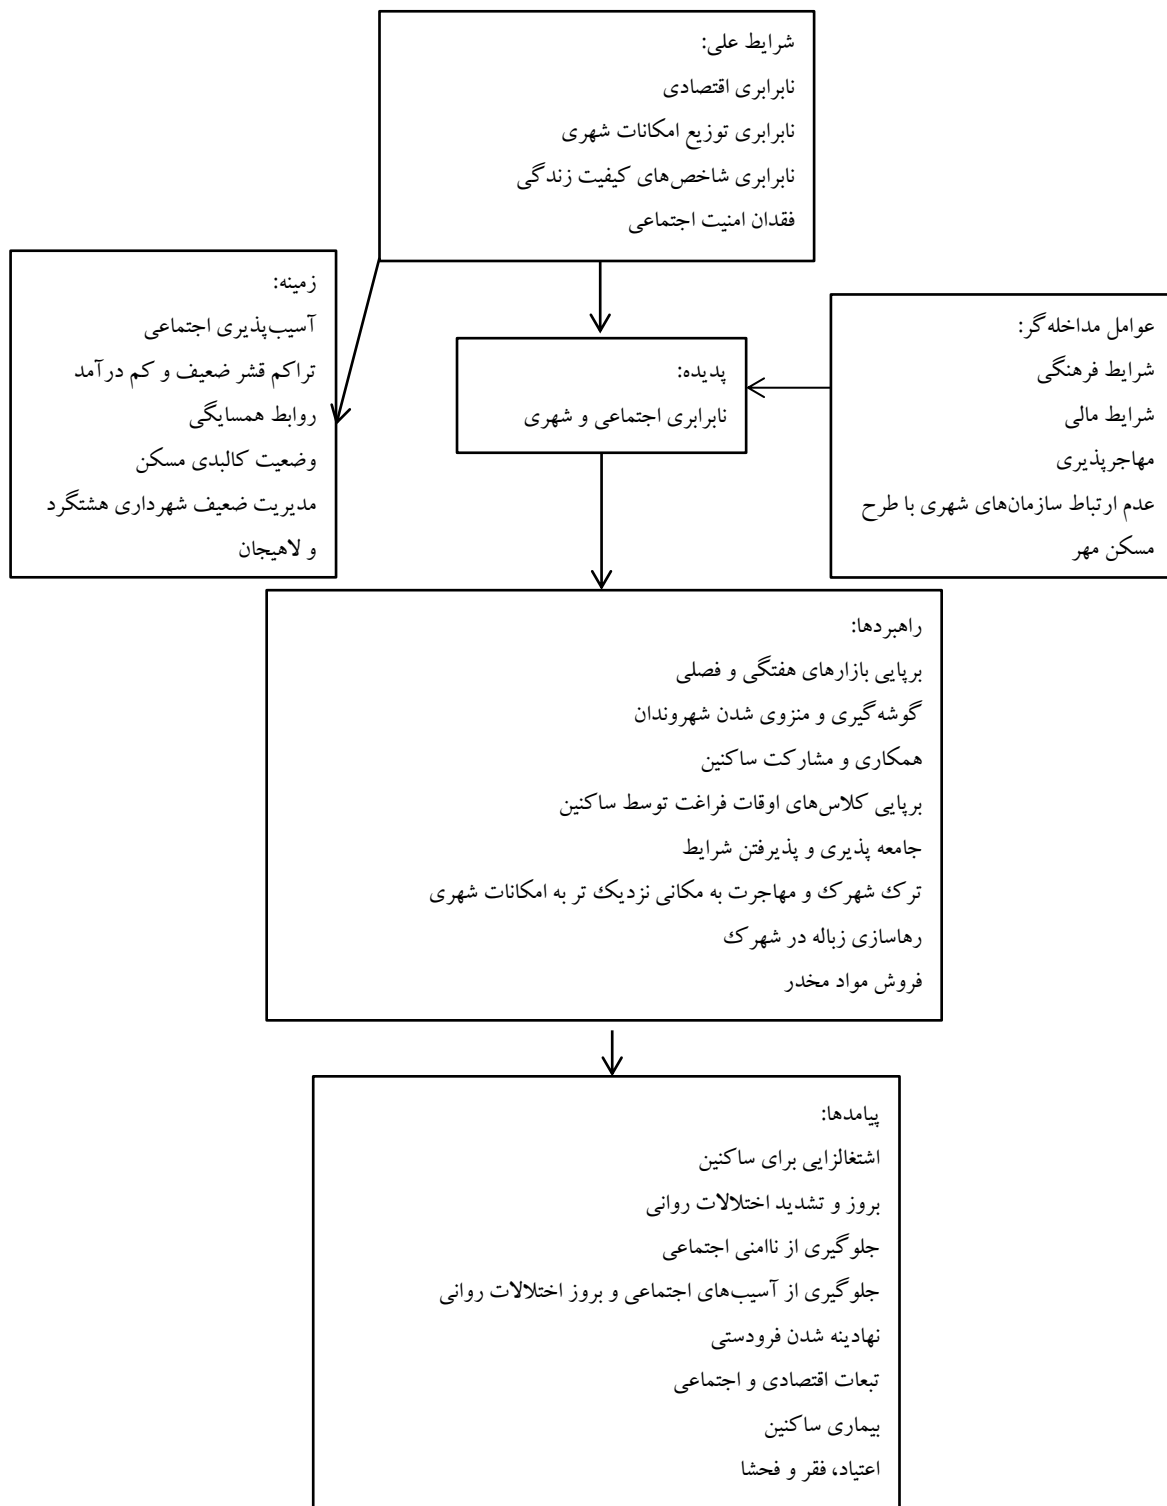 شرایط علی:
نابرابری اقتصادی
نابرابری توزیع امکانات شهری
نابرابری شاخص‌های کیفیت زندگی
فقدان امنیت اجتماعی
عوامل مداخله‌گر:
شرایط فرهنگی
شرایط مالی
مهاجرپذیری
عدم ارتباط سازمان‌های شهری با طرح
مسکن مهر
پدیده:
نابرابری اجتماعی و شهری
زمینه:
آسیب‌پذیری اجتماعی
تراکم قشر ضعیف و کم درآمد
روابط همسایگی
وضعیت کالبدی مسکن
مدیریت ضعیف شهرداری هشتگرد
و لاهیجان
راهبردها:
برپایی بازارهای هفتگی و فصلی
گوشه‌گیری و منزوی شدن شهروندان
همکاری و مشارکت ساکنین
برپایی کلاس‌های اوقات فراغت توسط ساکنین
جامعه پذیری و پذیرفتن شرایط
ترک شهرک و مهاجرت به مکانی نزدیک تر به امکانات شهری
رهاسازی زباله در شهرک
فروش مواد مخدر
پیامدها:
اشتغالزایی برای ساکنین
بروز و تشدید اختلالات روانی
جلوگیری از ناامنی اجتماعی
جلوگیری از آسیب‌های اجتماعی و بروز اختلالات روانی
نهادینه شدن فرودستی
تبعات اقتصادی و اجتماعی
بیماری ساکنین
اعتیاد، فقر و فحشا